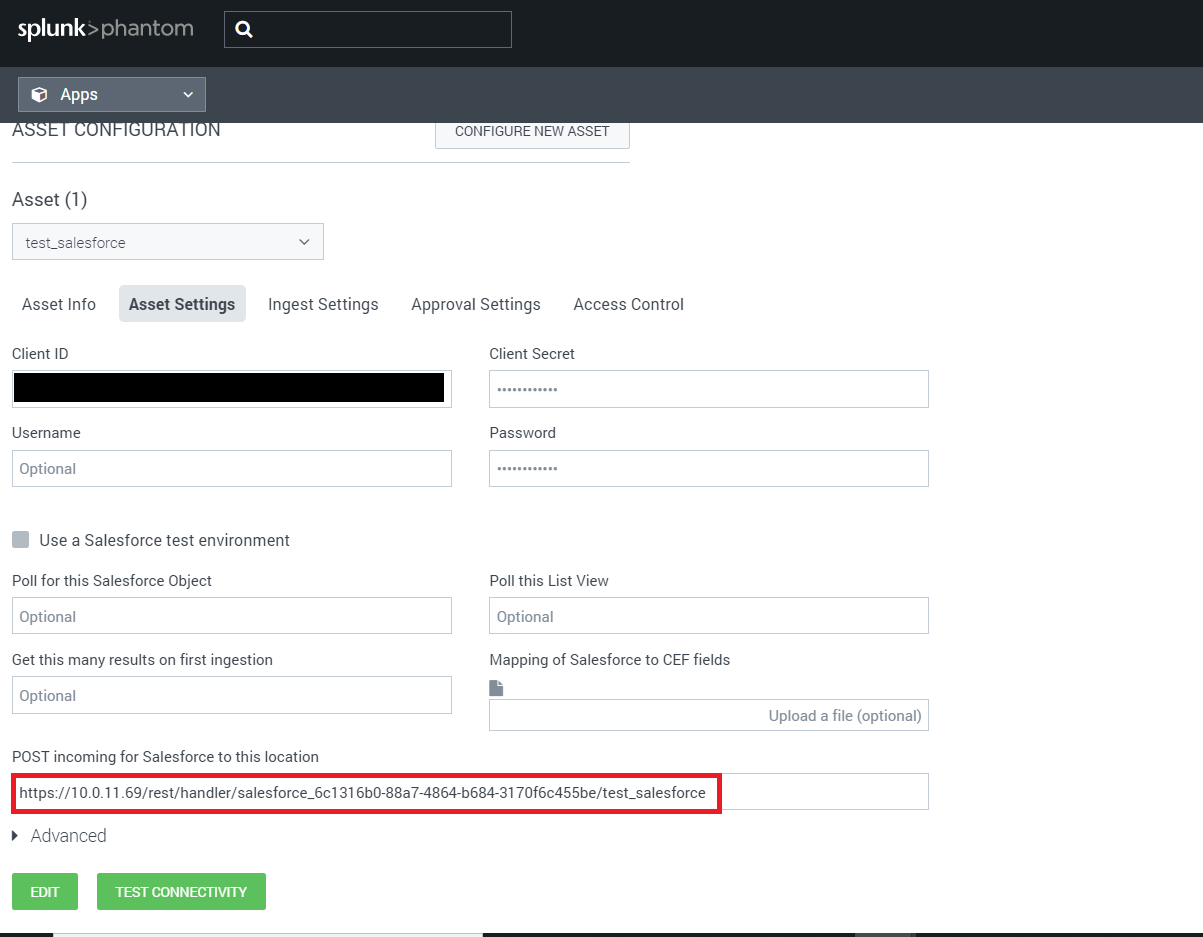 splunk>phantom
Apps
ASSET CONFIGURATION
CONFIGURE NEW ASSET
Asset (1)
test_salesforce
Asset Info Asset Settings Ingest Settings Approval Settings Access Control
Client ID Client Secret
••••••••••••
Username Password
Optional ••••••••••••
Use a Salesforce test environment
Poll for this Salesforce Object Poll this List View
Optional Optional
Get this many results on first ingestion Mapping of Salesforce to CEF fields
Optional
Upload a file (optional)
POST incoming for Salesforce to this location
https://10.0.11.69/rest/handler/salesforce_6c1316b0-88a7-4864-b684-3170f6c455be/test_salesforce
Advanced
EDIT TEST CONNECTIVITY